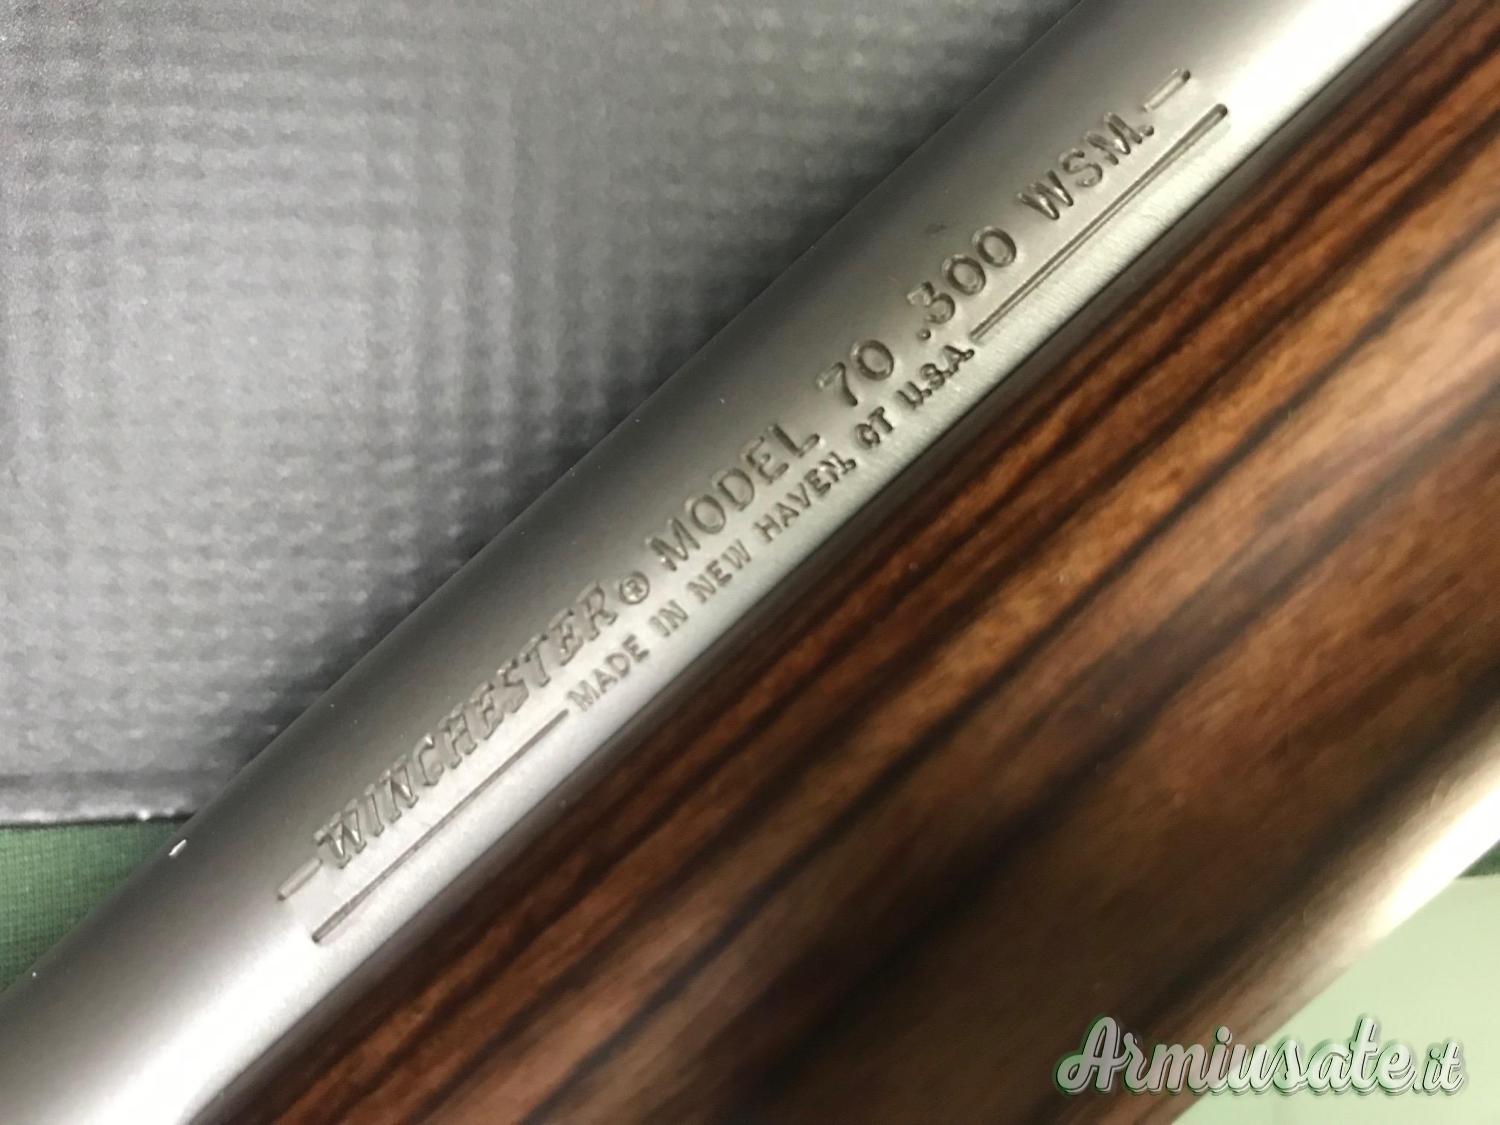 WINCHESTER® MODEL 70 .300 WSM.
MADE IN NEW HAVEN, CT U.S.A.
Armiusate.it